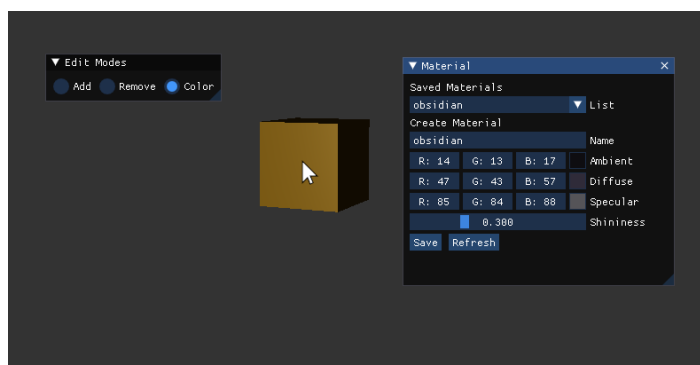 Edit Modes
Add Remove Color
Material
Saved Materials
obsidian List
Create Material
obsidian Name
R: 14 G: 13 B: 17 Ambient
R: 47 G: 43 B: 57 Diffuse
R: 85 G: 84 B: 88 Specular
0.300 Shininess
Save Refresh